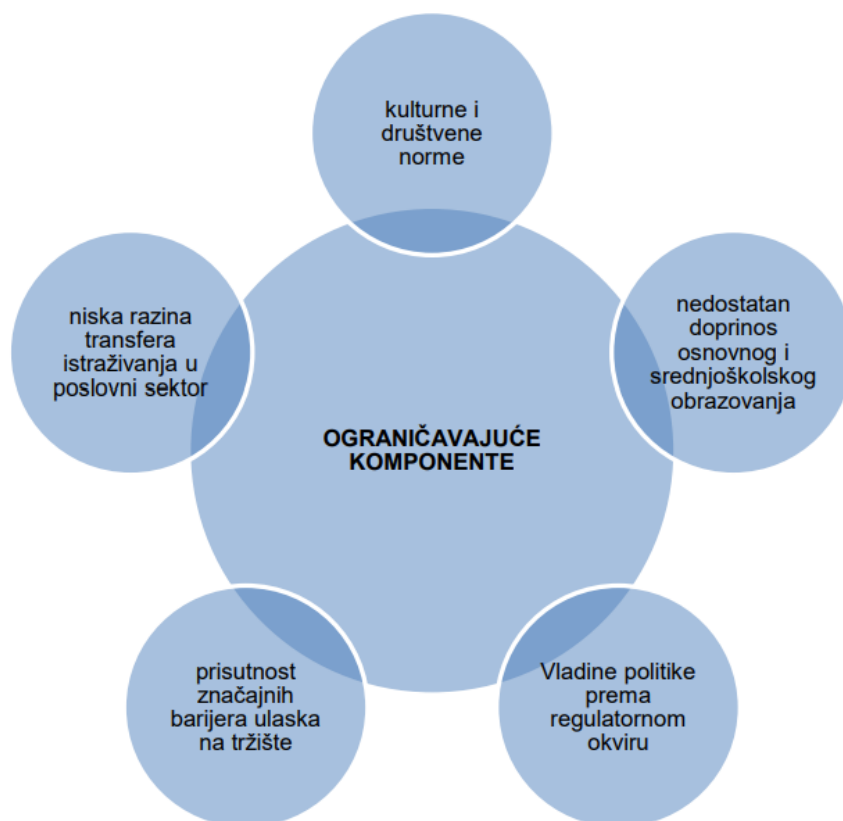 kulturne i
društvene
norme
niska razina
transfera
istraživanja u
poslovni sektor
nedostatan
doprinos
osnovnog i
srednjoškolskog
obrazovanja
OGRANIČAVAJUĆE
KOMPONENTE
prisutnost
značajnih
barijera ulaska
na tržište
Vladine politike
prema
regulatornom
okviru